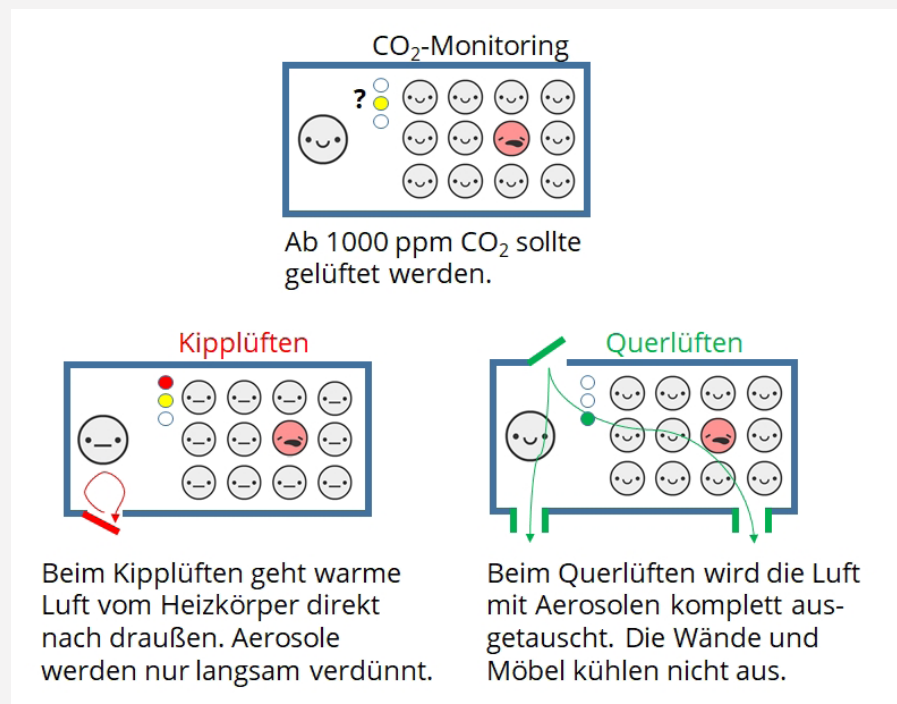 CO₂-Monitoring
?
Ab 1000 ppm CO₂ sollte
gelüftet werden.
Kipplüften
Beim Kipplüften geht warme
Luft vom Heizkörper direkt
nach draußen. Aerosole
werden nur langsam verdünnt.
Querlüften
Beim Querlüften wird die Luft
mit Aerosolen komplett aus-
getauscht. Die Wände und
Möbel kühlen nicht aus.